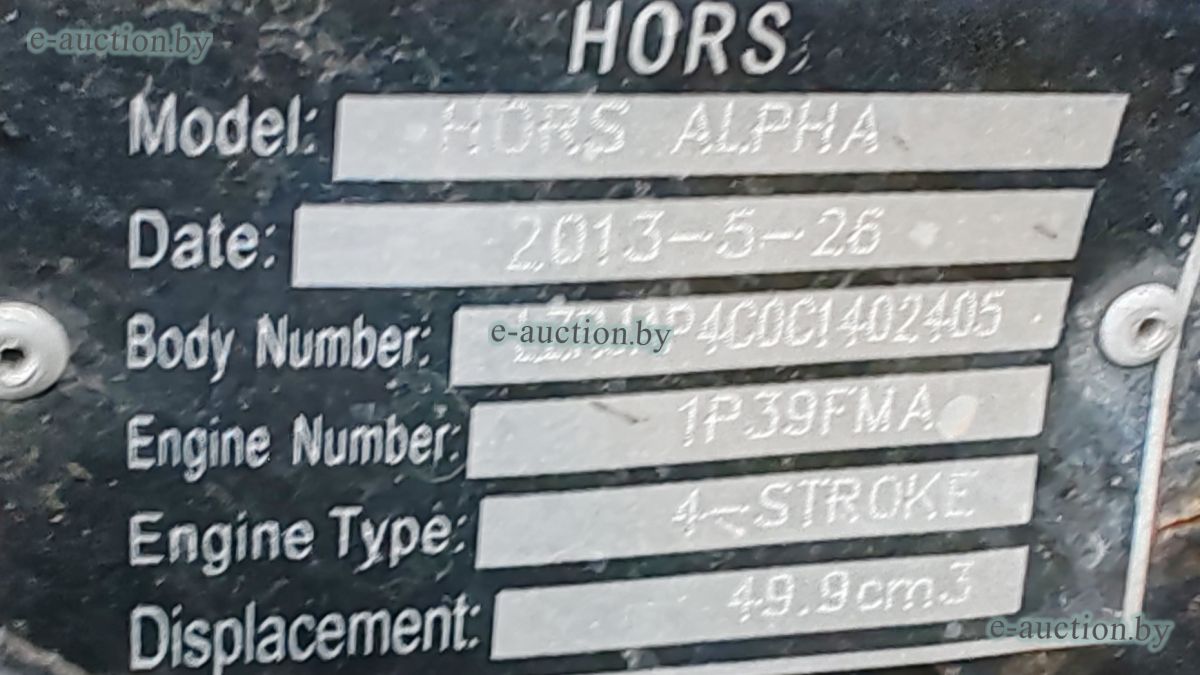 e-auction.by
HORS
Model: HORS ALPHA
Date: 2013-5-26
Body Number:
e-auction.by
Engine Number: 1P39FMA
Engine Type: 4-STROKE
Displacement: 49.9cm3
e-auction.by